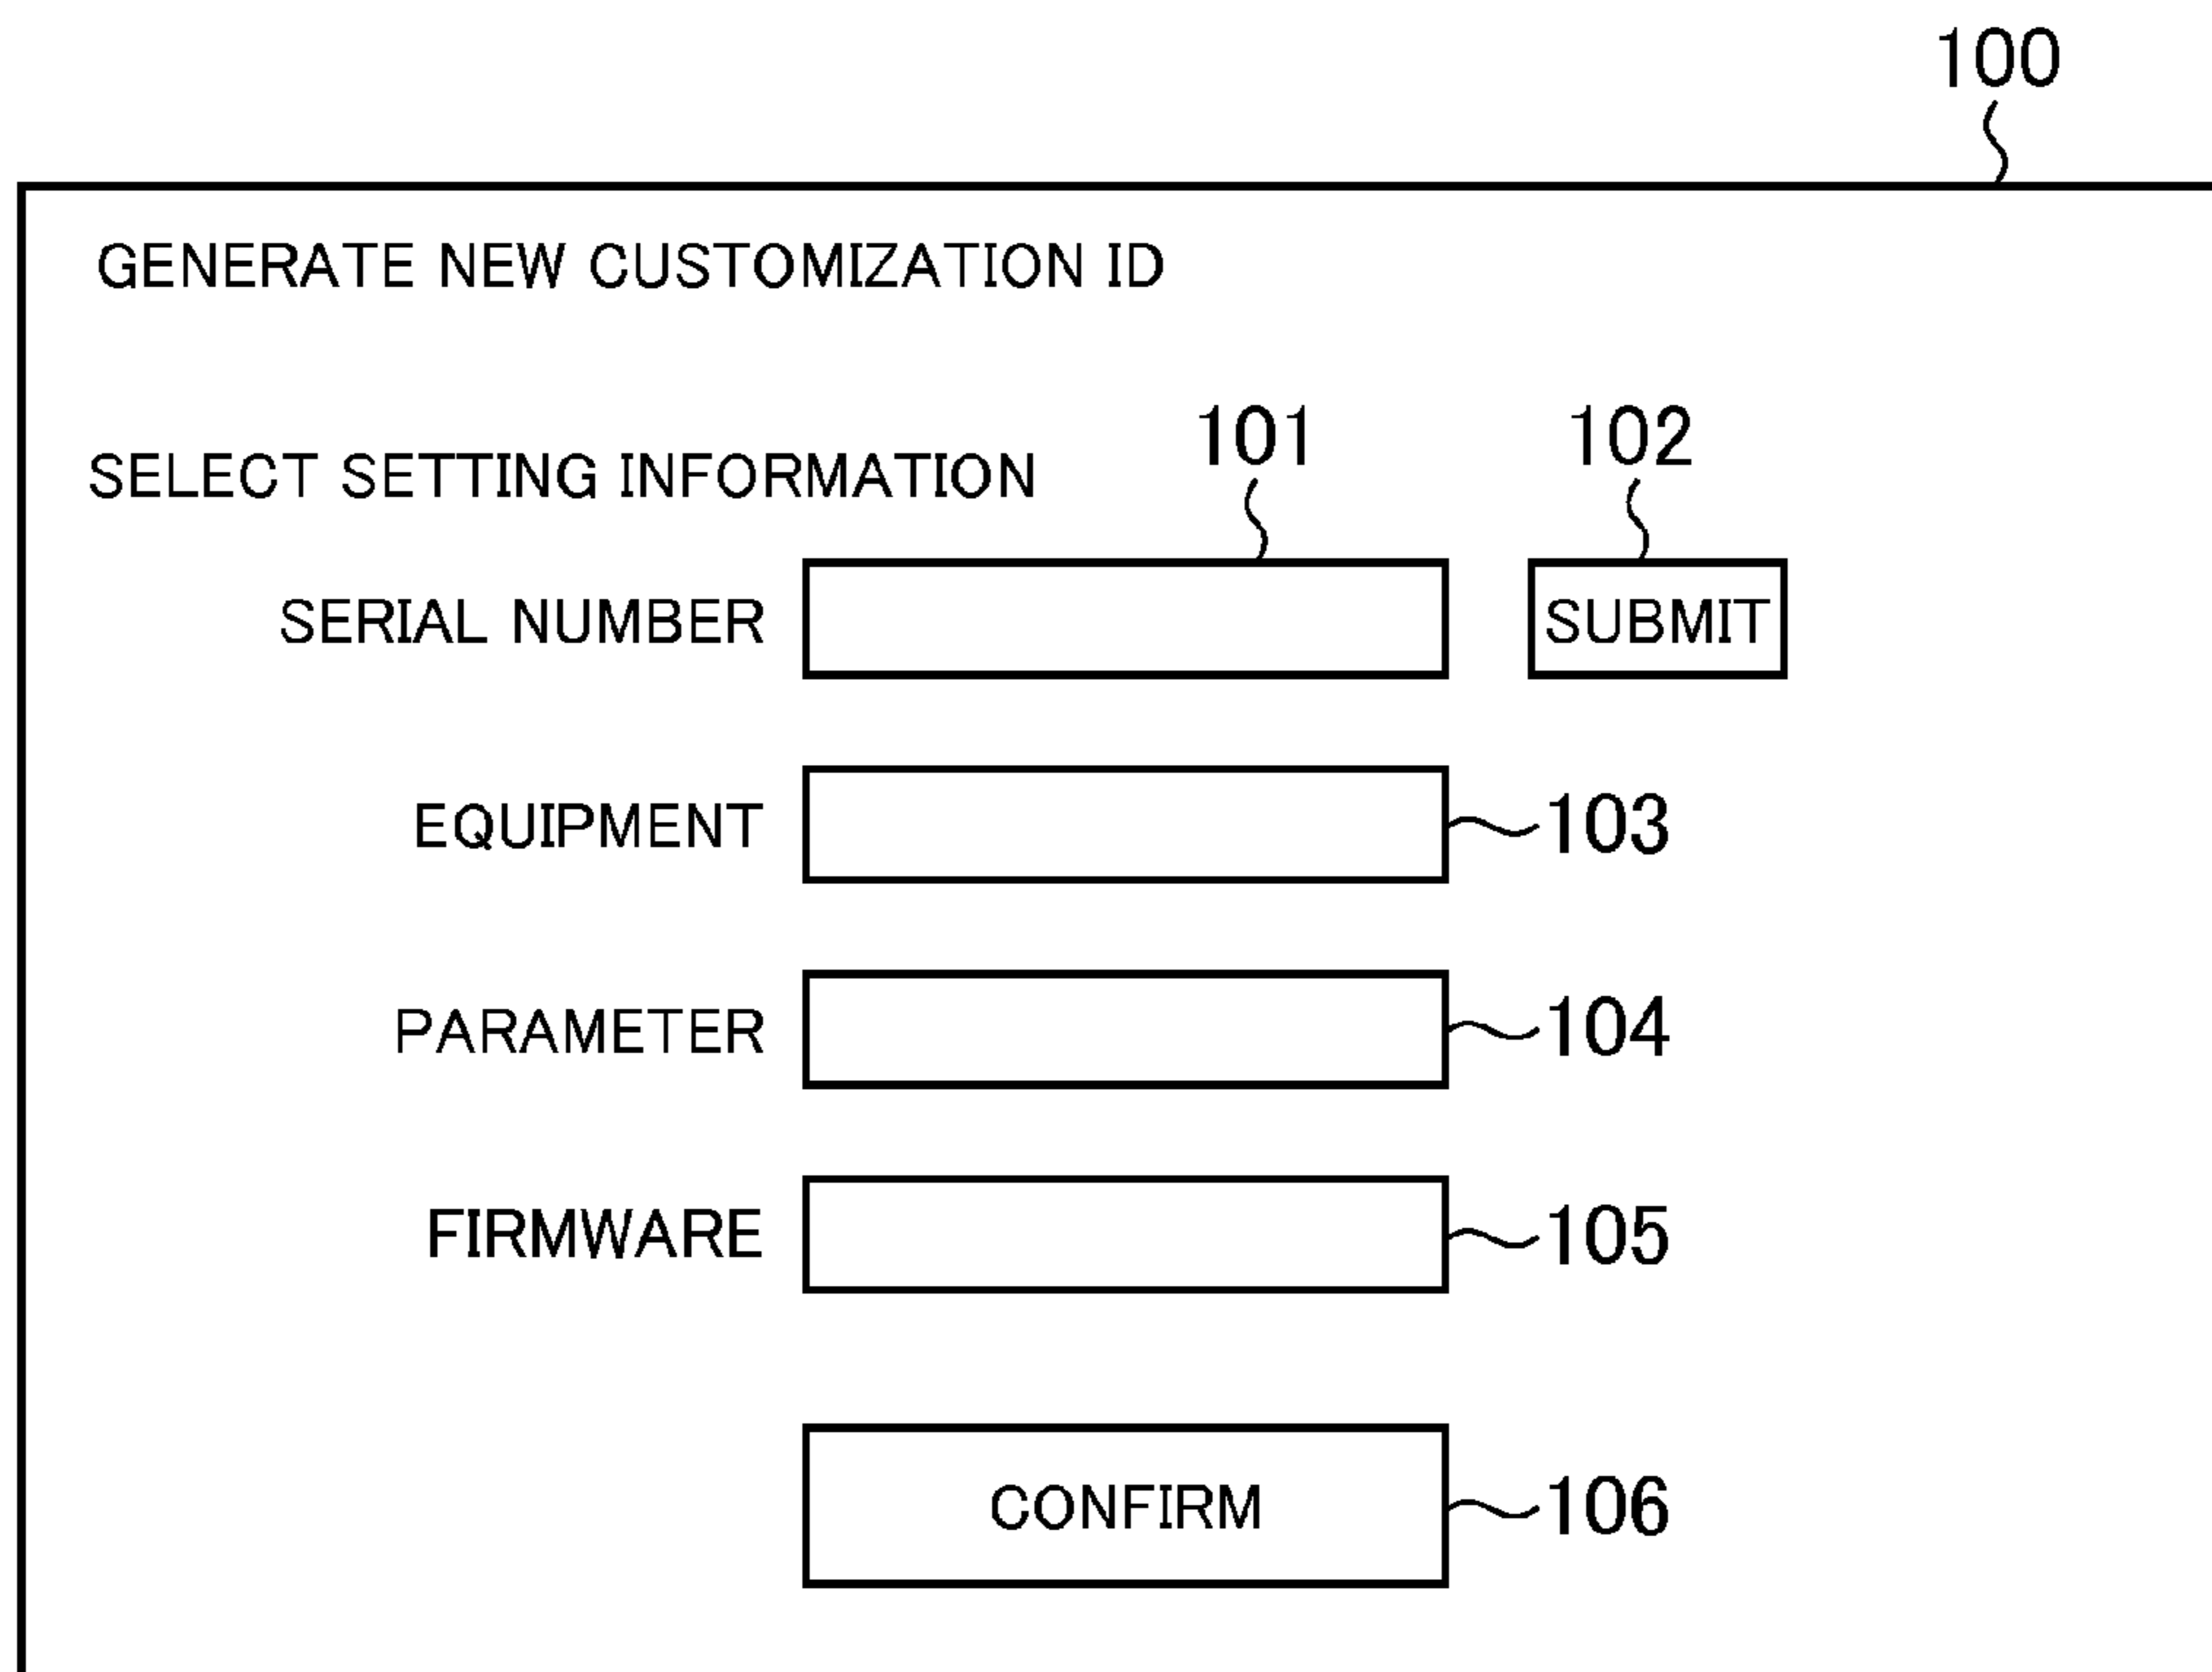 100
GENERATE NEW CUSTOMIZATION ID
SELECT SETTING INFORMATION
101
102
SERIAL NUMBER
SUBMIT
EQUIPMENT
103
PARAMETER
104
FIRMWARE
105
CONFIRM
106